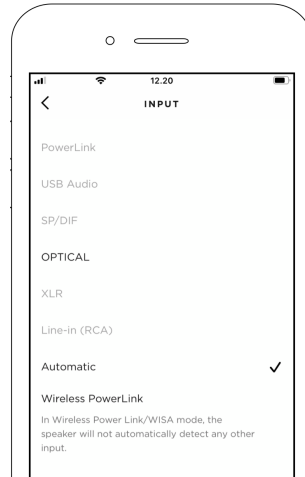 12.20
INPUT
PowerLink
USB Audio
SP/DIF
OPTICAL
XLR
Line-in (RCA)
Automatic
Wireless PowerLink
In Wireless Power Link/WISA mode, the
speaker will not automatically detect any other
input.